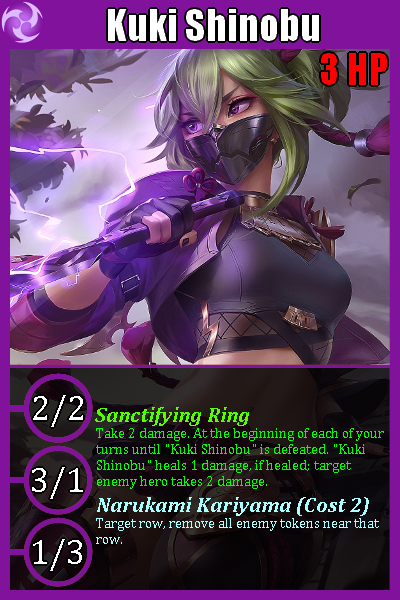 Kuki Shinobu
3 HP
2/2
3/1
1/3
Sanctifying Ring
Take 2 damage. At the beginning of each of your
turns until "Kuki Shinobu" is defeated. "Kuki
Shinobu" heals 1 damage, if healed; target
enemy hero takes 2 damage.
Narukami Kariyama (Cost 2)
Target row, remove all enemy tokens near that
row.